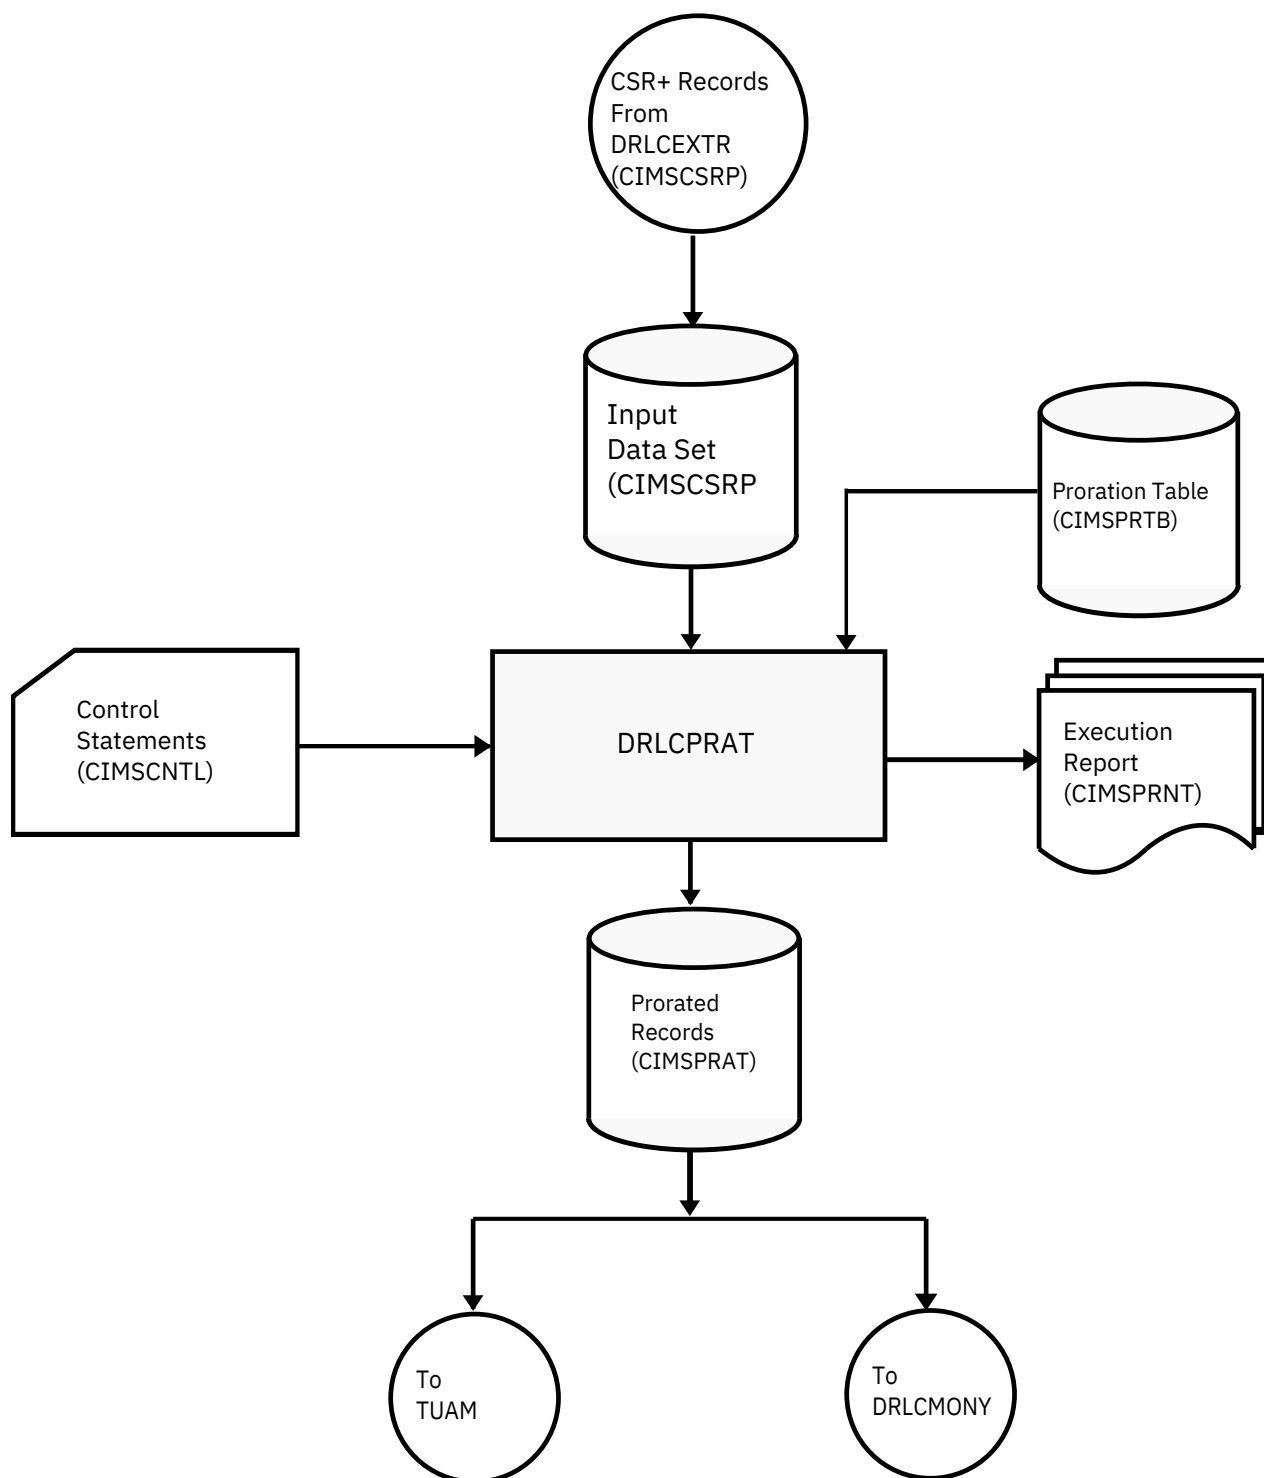 CSR+ Records
From
DRLCEXTR
(CIMSCSRP)
Input
Data Set
(CIMSCSRP
Proration Table
(CIMSPRTB)
Control
Statements
(CIMSCNTL)
DRLCPRAT
Execution
Report
(CIMSPRNT)
Prorated
Records
(CIMSPRAT)
To
TUAM
To
DRLCMONY